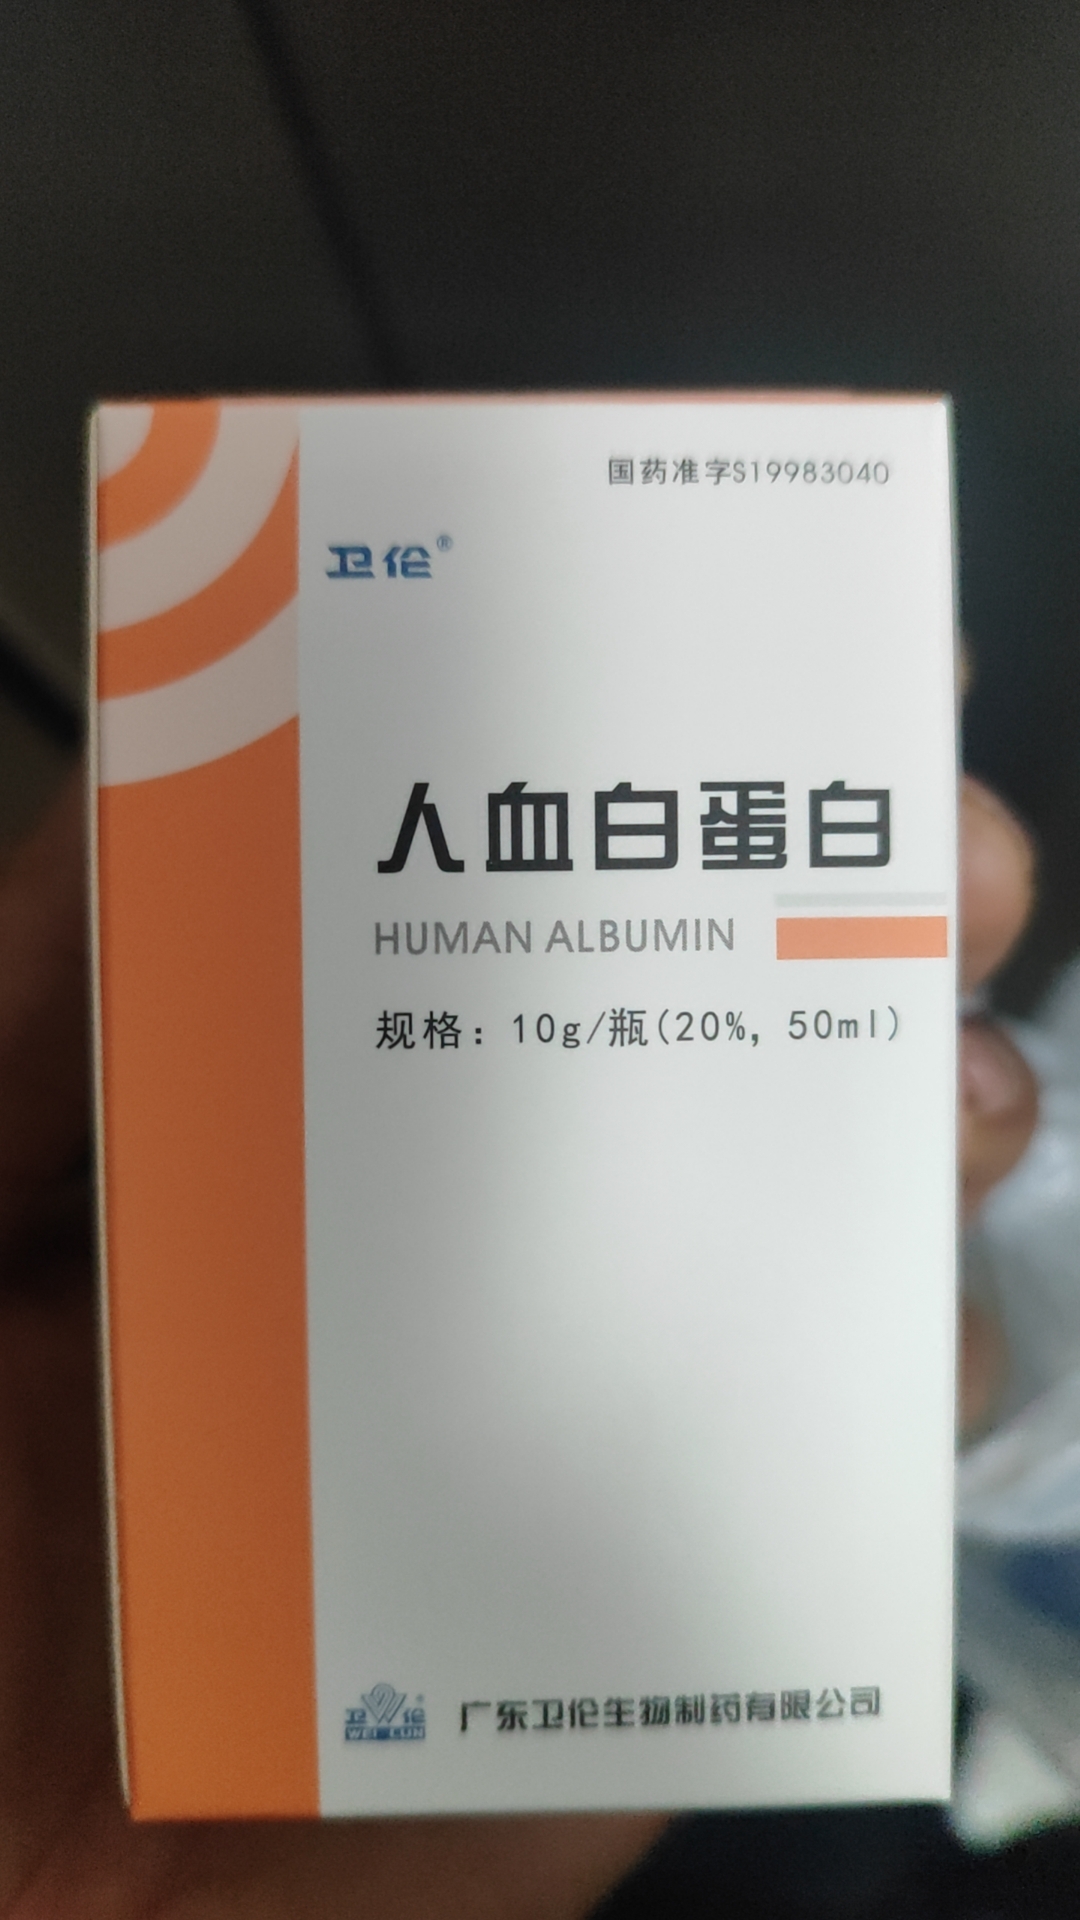 国药准字S19983040
卫伦®
人血白蛋白
HUMAN ALBUMIN
规格：10g/瓶(20%，50ml)
卫伦®
WEI LUN
广东卫伦生物制药有限公司